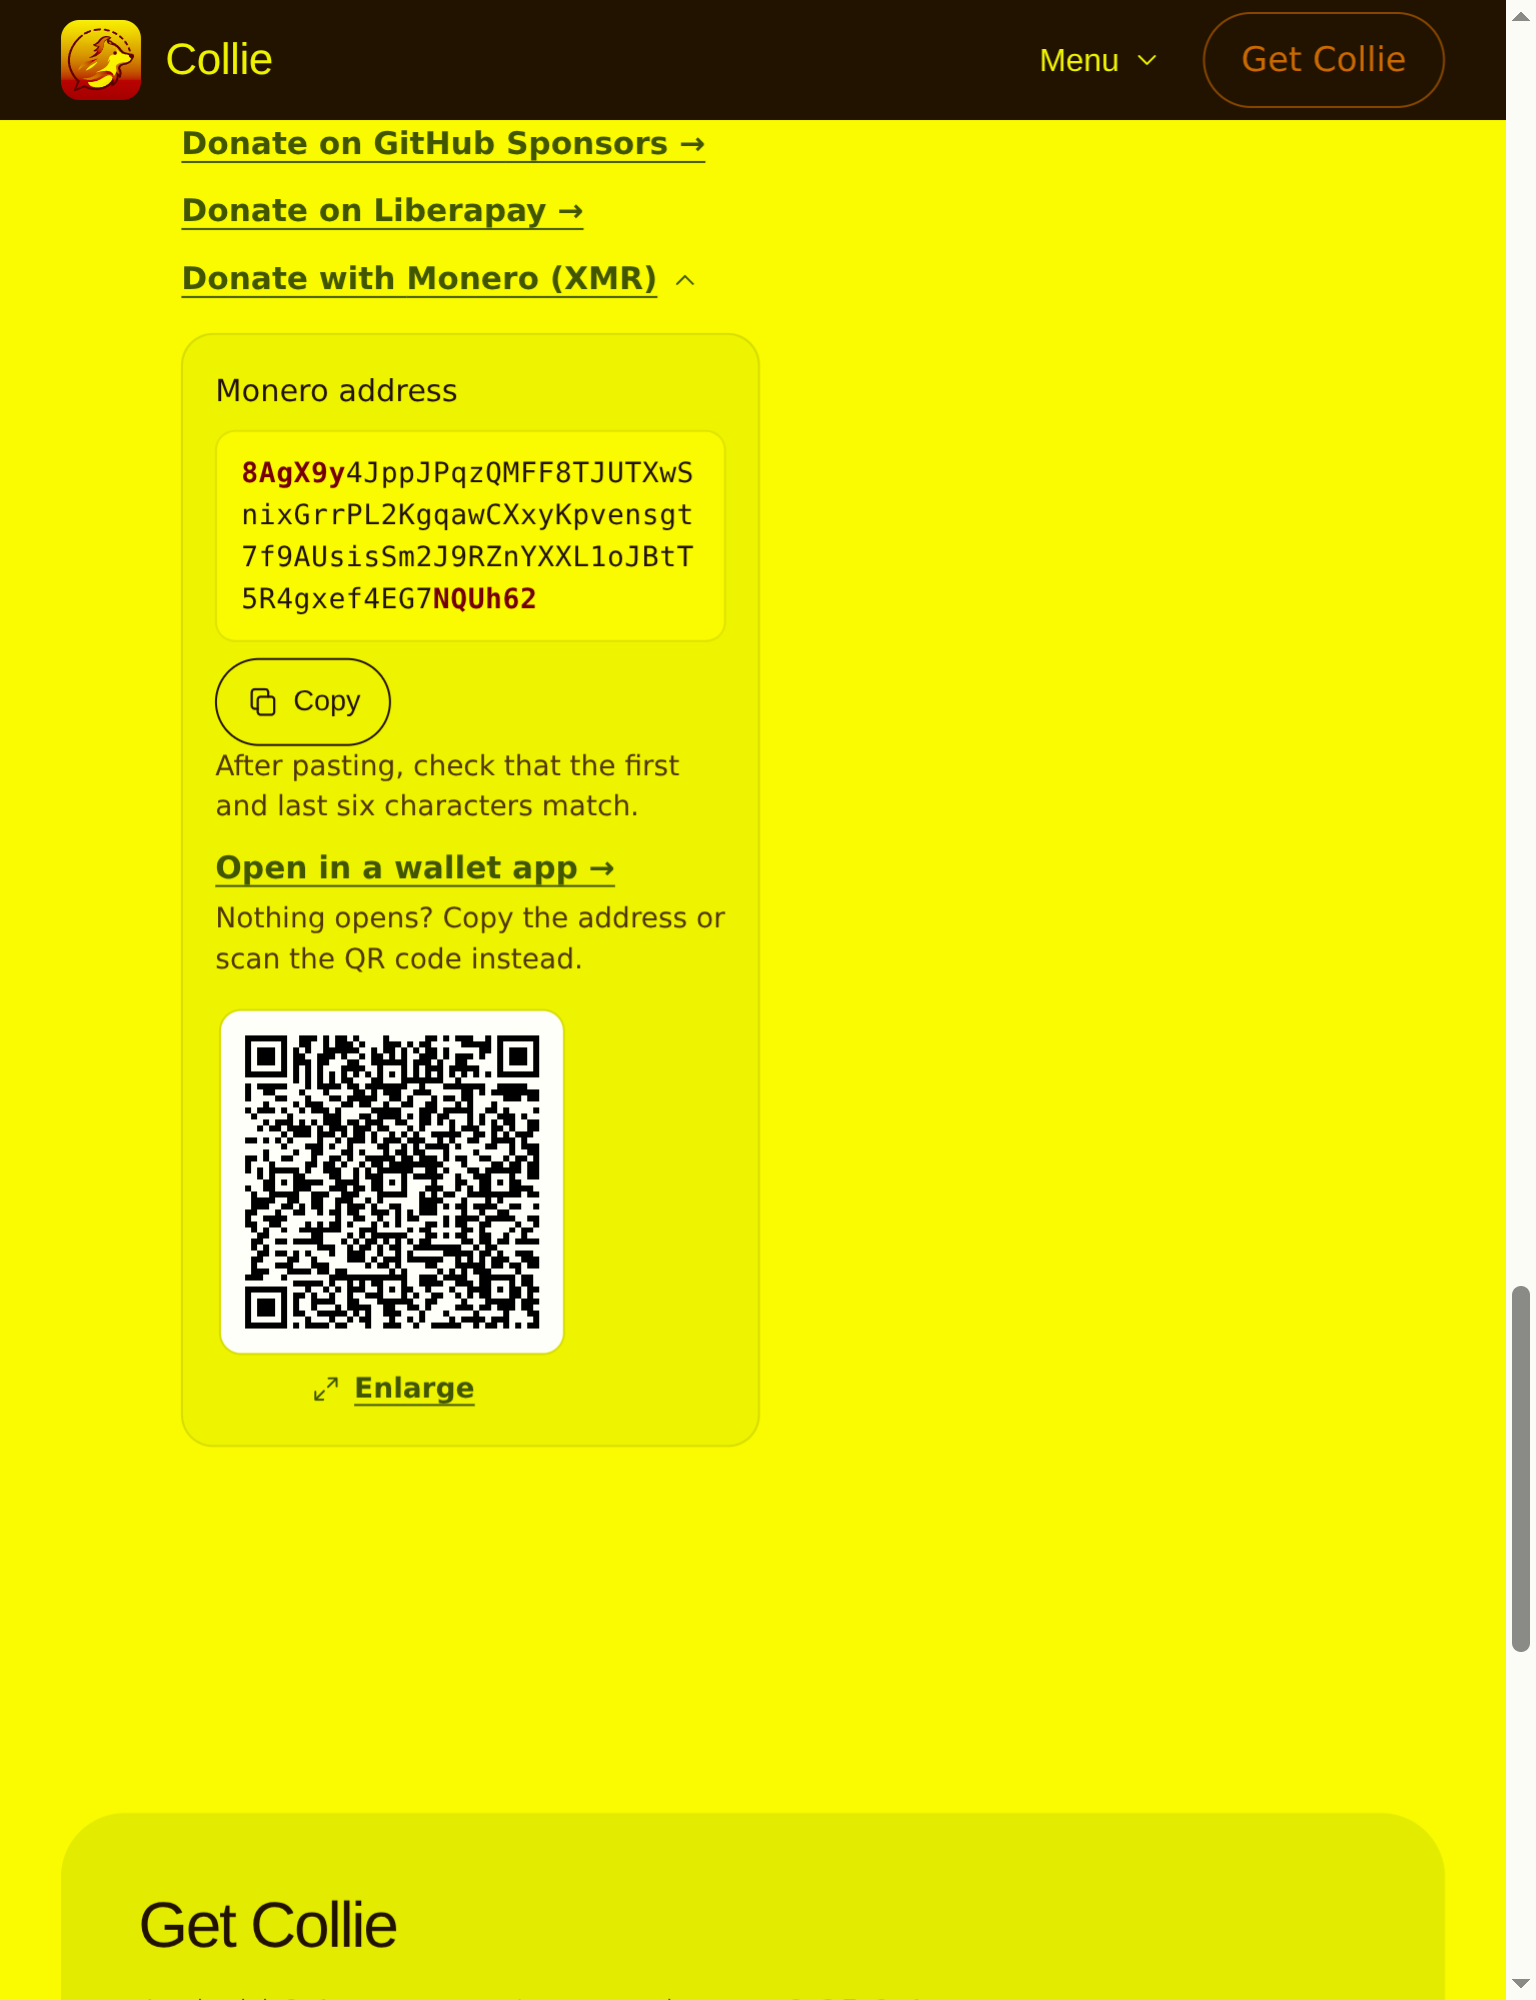 Collie
Menu
Get Collie
Donate on GitHub Sponsors →
Donate on Liberapay →
Donate with Monero (XMR)
Monero address
8AgX9y4JppJPqzQMFF8TJUTXwS
nixGrrPL2KgqawCXxyKpvensgt
7f9AUsisSm2J9RZnYXXL1oJBtT
5R4gxef4EG7NQUh62
Copy
After pasting, check that the first
and last six characters match.
Open in a wallet app →
Nothing opens? Copy the address or
scan the QR code instead.
Enlarge
Get Collie